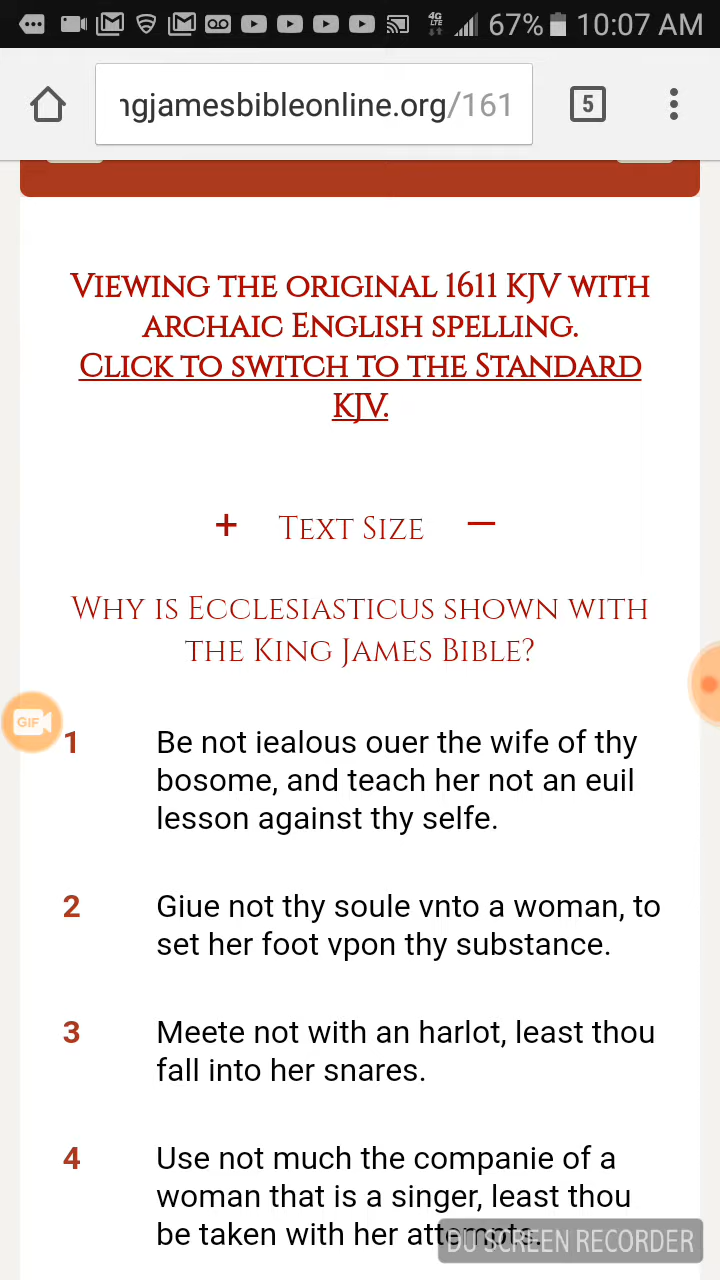 4G
LTE
67%
10:07 AM
ngjamesbibleonline.org/161
5
VIEWING THE ORIGINAL 1611 KJV WITH
ARCHAIC ENGLISH SPELLING.
CLICK TO SWITCH TO THE STANDARD
KJV.
+ TEXT SIZE −
WHY IS ECCLESIASTICUS SHOWN WITH
THE KING JAMES BIBLE?
GIF
1 Be not iealous ouer the wife of thy
bosome, and teach her not an euil
lesson against thy selfe.
2 Giue not thy soule vnto a woman, to
set her foot vpon thy substance.
3 Meete not with an harlot, least thou
fall into her snares.
4 Use not much the companie of a
woman that is a singer, least thou
be taken with her attempts.
DU SCREEN RECORDER